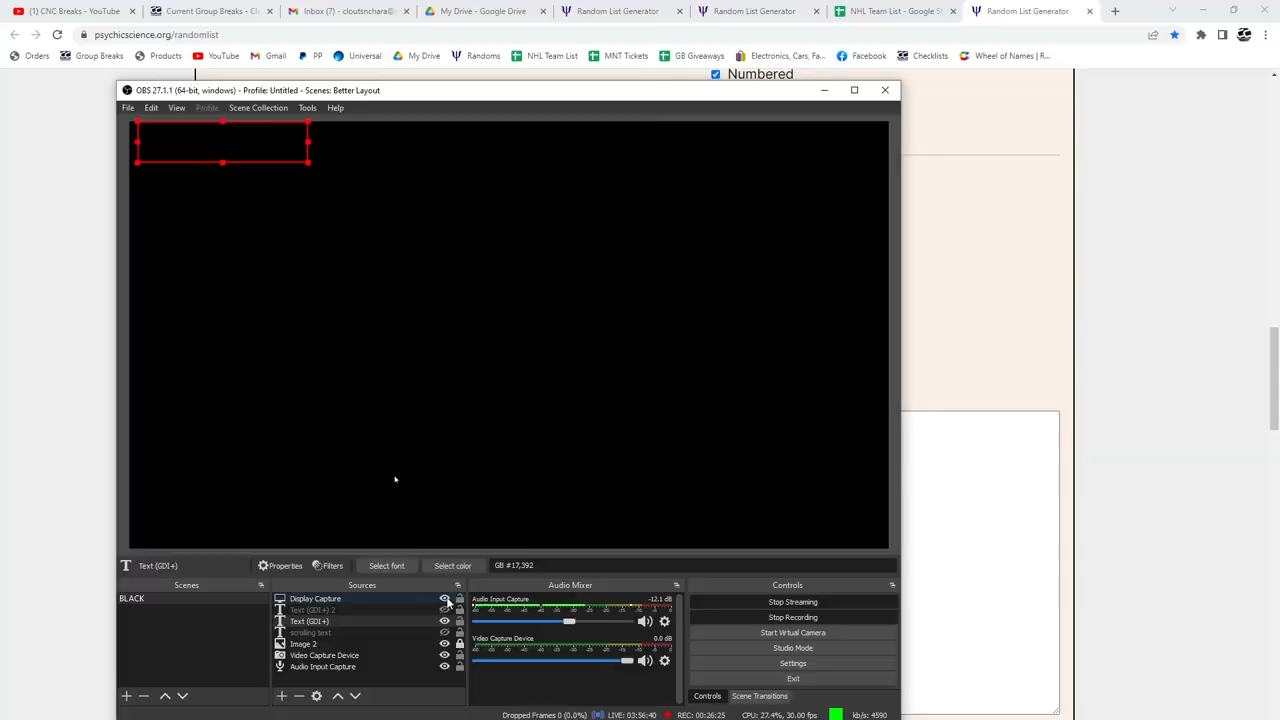 (1) CNC Breaks - YouTube
Current Group Breaks - CL
Inbox (7) - cloutsnchara@
My Drive - Google Drive
Random List Generator
Random List Generator
NHL Team List - Google S
Random List Generator
psychicscience.org/randomlist
Orders
Group Breaks
Products
YouTube
Gmail
PP
Universal
My Drive
Randoms
NHL Team List
MNT Tickets
GB Giveaways
Electronics, Cars, Fa...
Facebook
Checklists
Wheel of Names | R...
Numbered
OBS 27.1.1 (64-bit, windows) - Profile: Untitled - Scenes: Better Layout
File Edit View Profile Scene Collection Tools Help
Text (GDI+)
Properties
Filters
Select font
Select color
GB #17,392
Scenes
Sources
Audio Mixer
Controls
BLACK
Display Capture
Text (GDI+) 2
Text (GDI+)
scrolling text
Image 2
Video Capture Device
Audio Input Capture
Audio Input Capture
-12.1 dB
Video Capture Device
0.0 dB
Stop Streaming
Stop Recording
Start Virtual Camera
Studio Mode
Settings
Exit
Controls
Scene Transitions
Dropped Frames 0 (0.0%)
LIVE: 03:56:40
REC: 00:26:25
CPU: 27.4%, 30.00 fps
kb/s: 4590